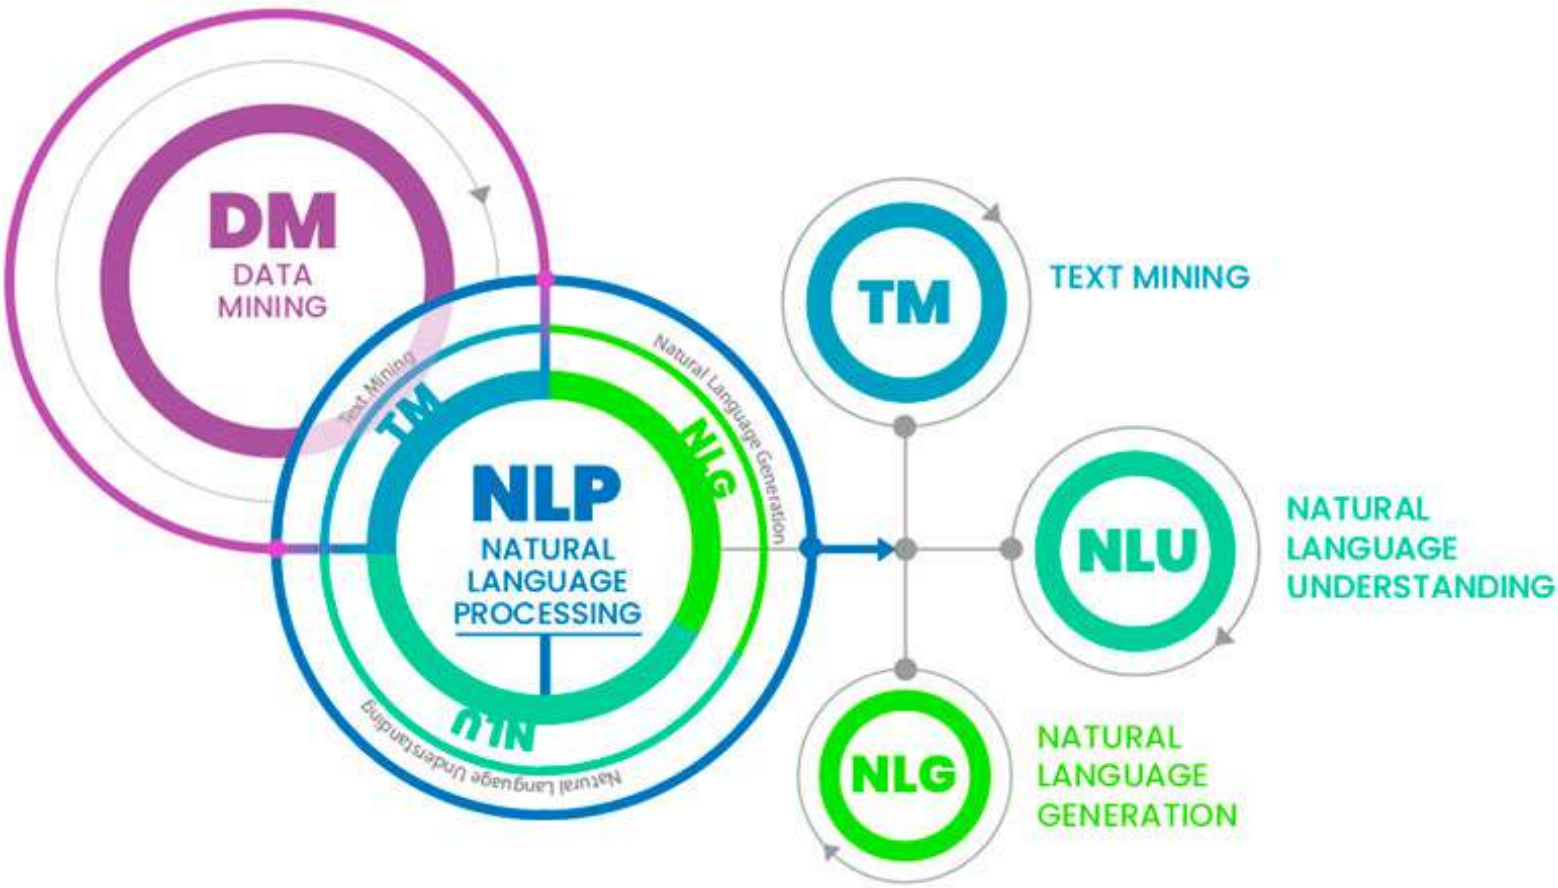 DM
DATA
MINING
Text Mining
TM
Natural Language Generation
NLG
NLP
NATURAL
LANGUAGE
PROCESSING
NLU
Natural Language Understanding
TM
TEXT MINING
NLU
NATURAL
LANGUAGE
UNDERSTANDING
NLG
NATURAL
LANGUAGE
GENERATION